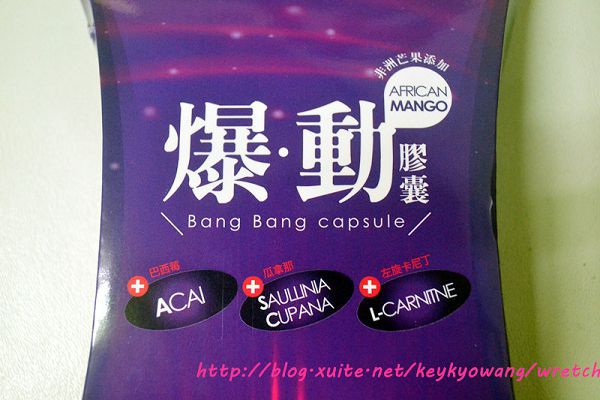 非洲芒果添加
AFRICAN
MANGO
爆·動膠囊
Bang Bang capsule
巴西莓
ACAI
瓜拿那
SAULLINIA
CUPANA
左旋卡尼丁
L-CARNITNE
http://blog.xuite.net/keykyowang/wretch